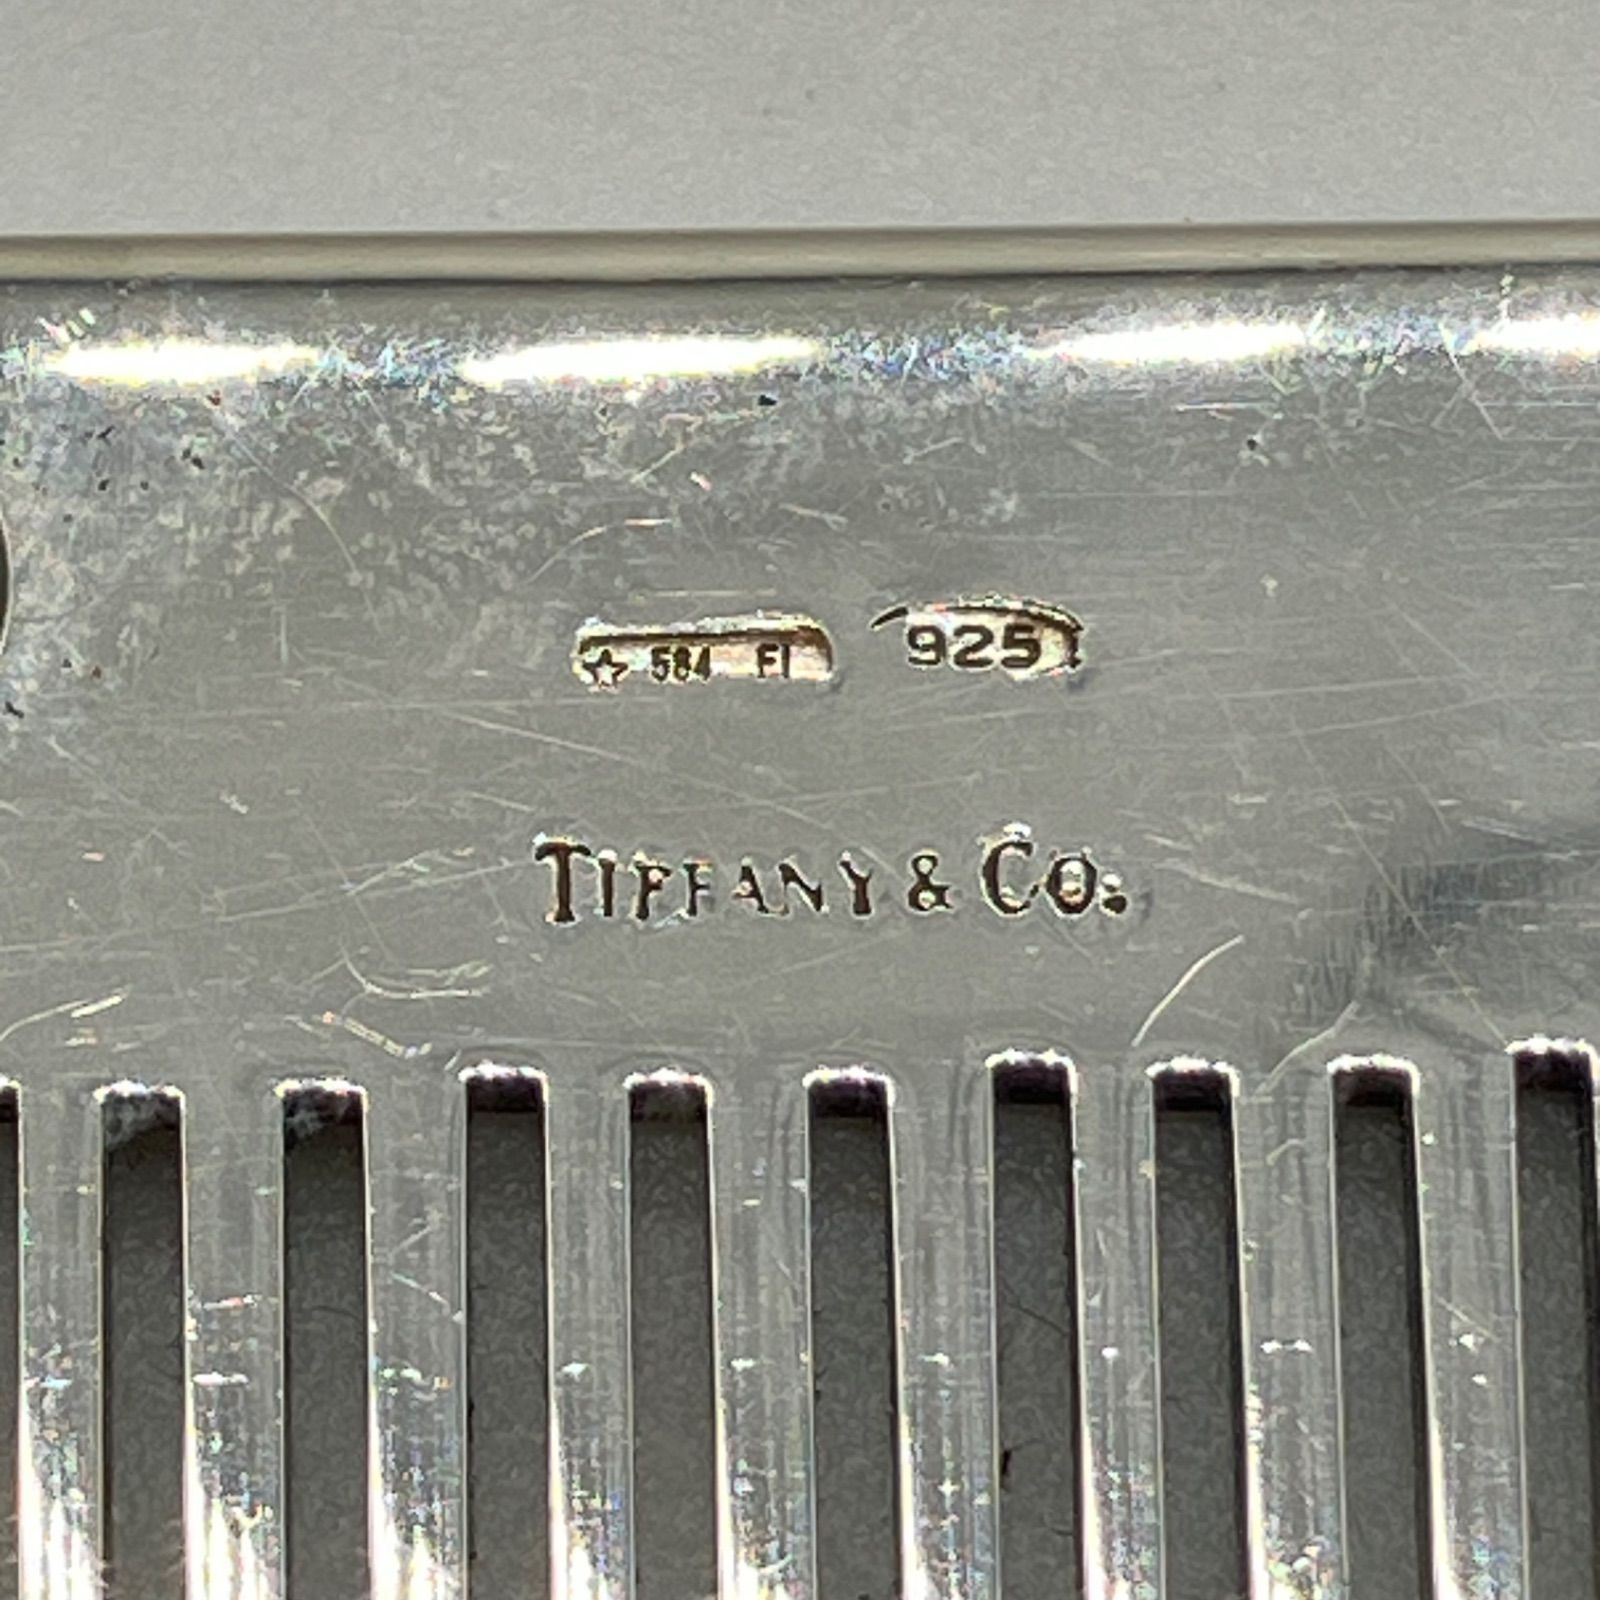 ☆ 584 FI 925
TIFFANY & CO.